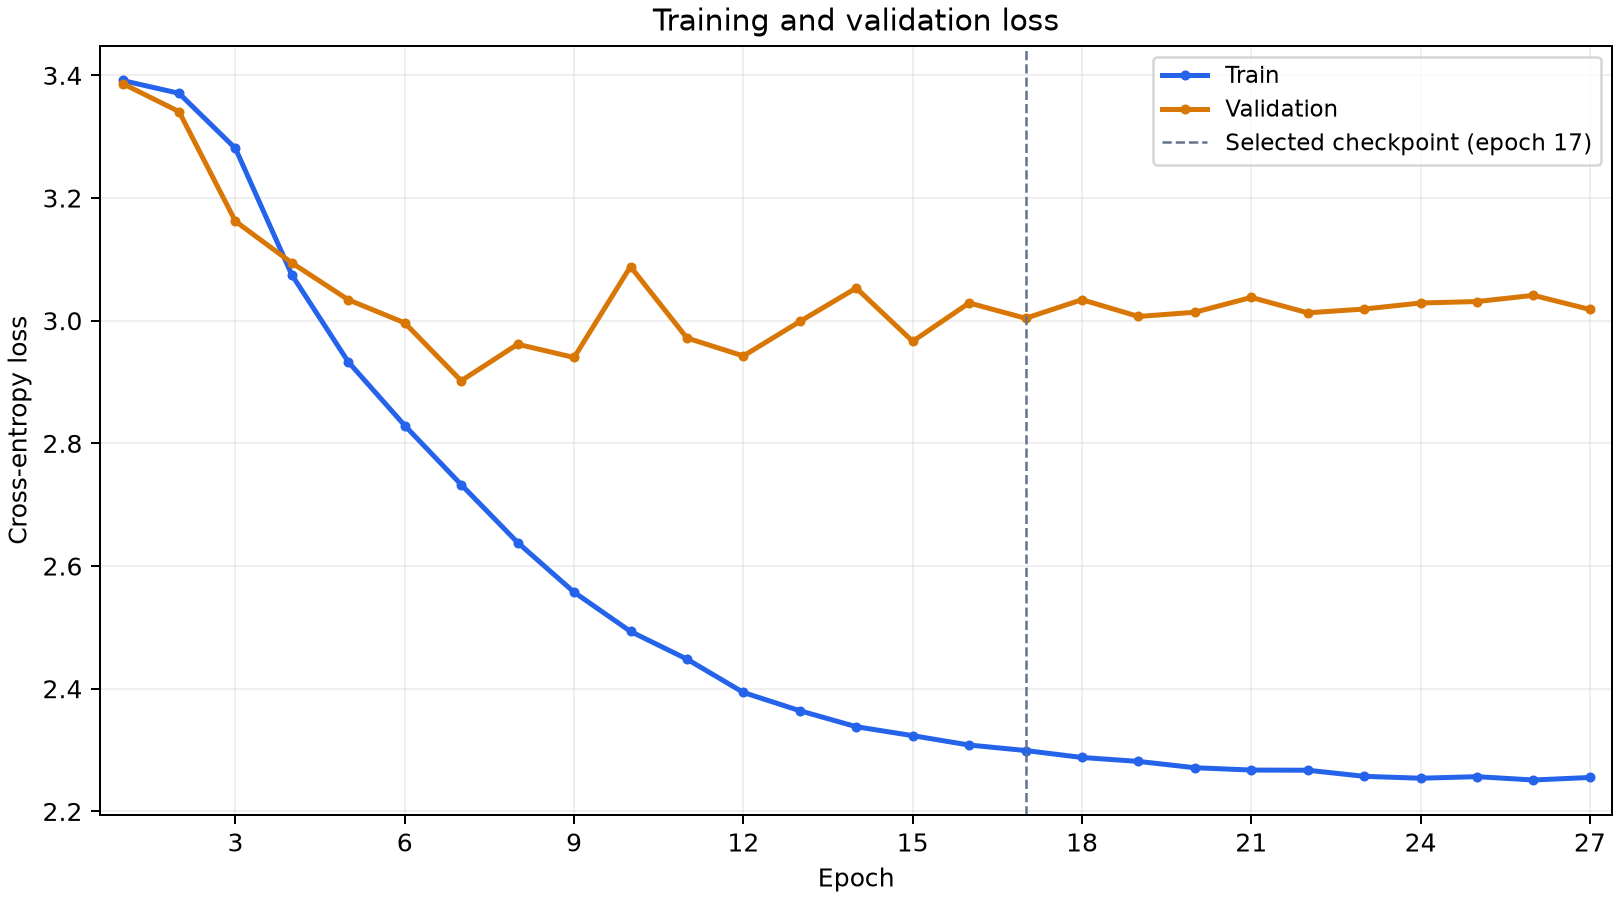 Training and validation loss
Train
Validation
Selected checkpoint (epoch 17)
3.4
3.2
3.0
2.8
2.6
2.4
2.2
Cross-entropy loss
3 6 9 12 15 18 21 24 27
Epoch